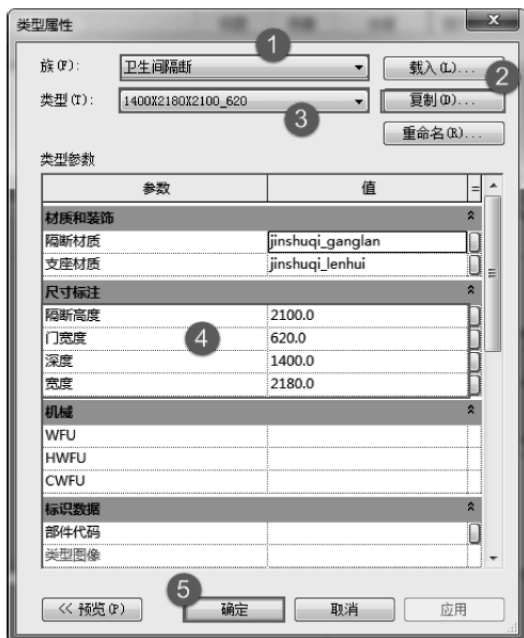 类型属性
x
1
族(F):
卫生间隔断
载入(L)...
2
类型(T):
1400X2180X2100_620
复制(D)...
3
重命名(R)...
类型参数
参数
值
=
材质和装饰
隔断材质
jinshuqi_ganglan
支座材质
jinshuqi_lenhui
尺寸标注
隔断高度
2100.0
门宽度
620.0
4
深度
1400.0
宽度
2180.0
机械
WFU
HWFU
CWFU
标识数据
部件代码
类型图像
5
<< 预览(P)
确定
取消
应用